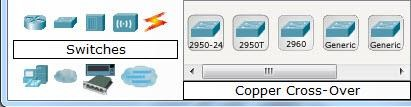 Switches
2950-24
2950T
2960
Generic
Generic
Copper Cross-Over